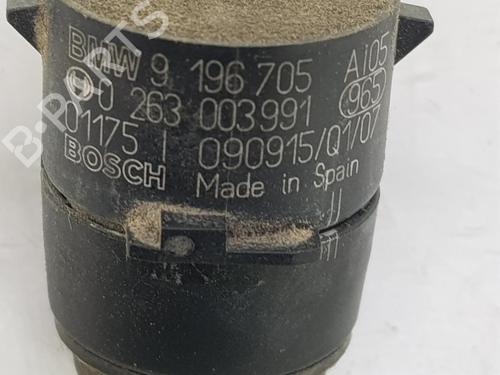 BMW 9 196 705 Ai05
0 263 003991 965
01175 I 090915/Q1/07
BOSCH Made in Spain
B-PARTS